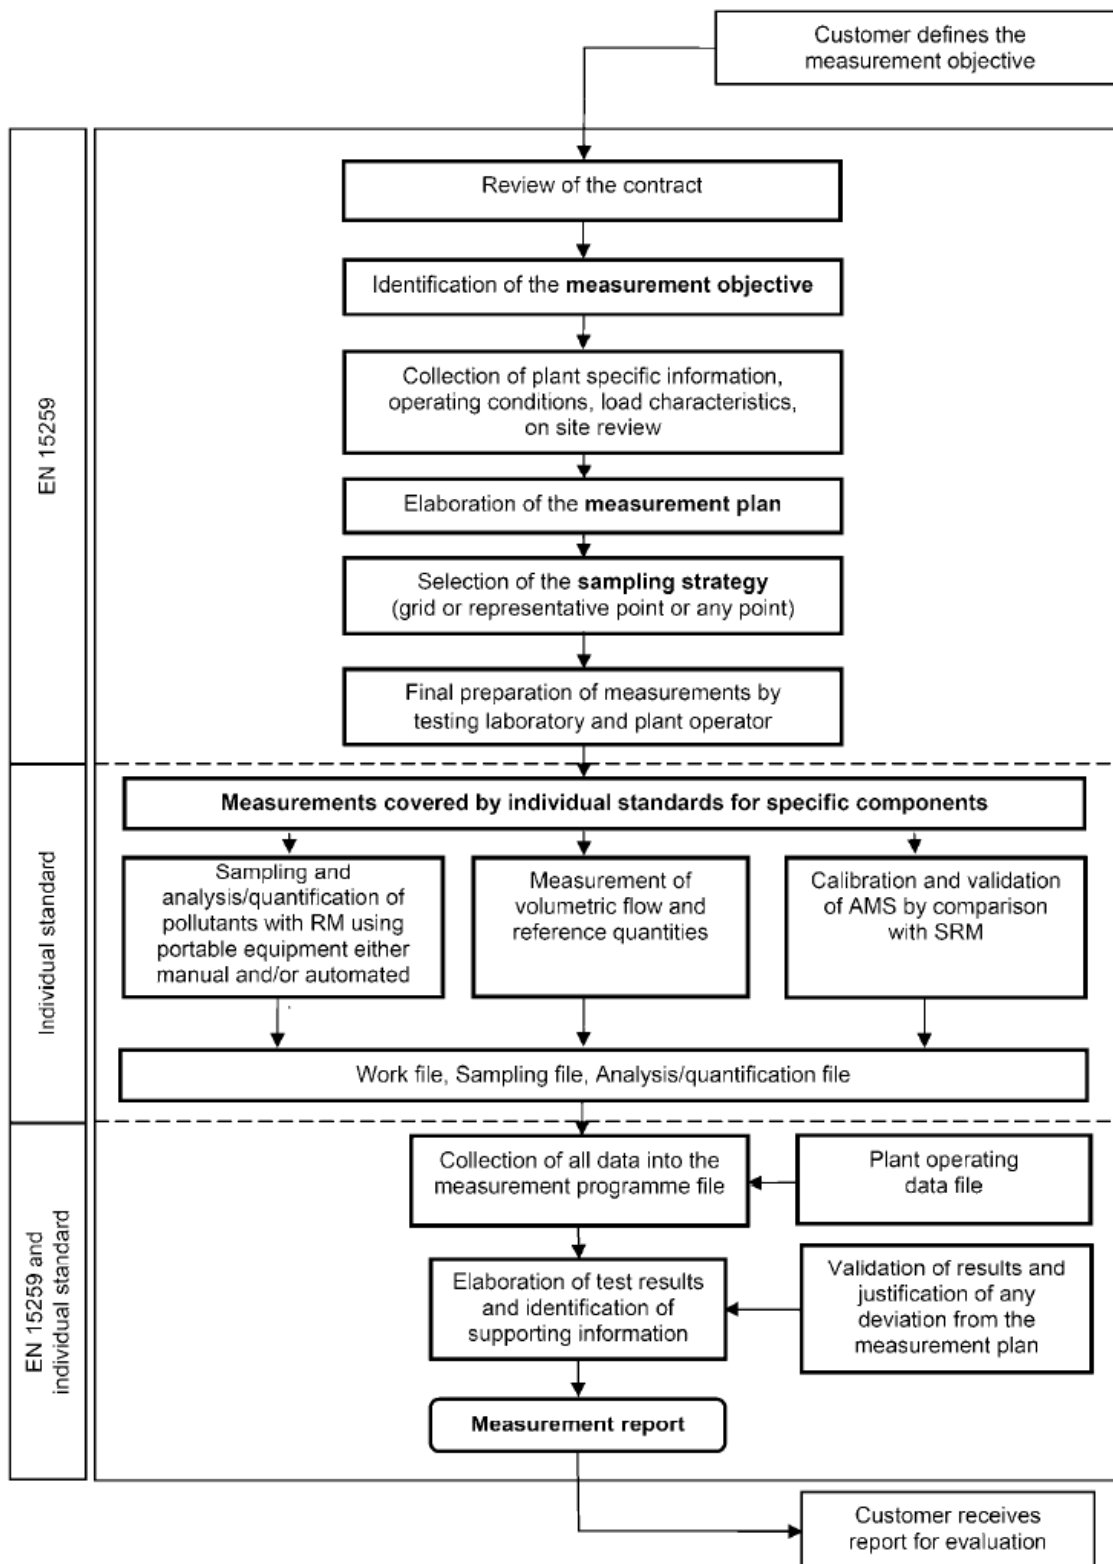 Customer defines the
measurement objective
EN 15259
Review of the contract
Identification of the measurement objective
Collection of plant specific information,
operating conditions, load characteristics,
on site review
Elaboration of the measurement plan
Selection of the sampling strategy
(grid or representative point or any point)
Final preparation of measurements by
testing laboratory and plant operator
Individual standard
Measurements covered by individual standards for specific components
Sampling and
analysis/quantification of
pollutants with RM using
portable equipment either
manual and/or automated
Measurement of
volumetric flow and
reference quantities
Calibration and validation
of AMS by comparison
with SRM
Work file, Sampling file, Analysis/quantification file
EN 15259 and
individual standard
Collection of all data into the
measurement programme file
Plant operating
data file
Elaboration of test results
and identification of
supporting information
Validation of results and
justification of any
deviation from the
measurement plan
Measurement report
Customer receives
report for evaluation